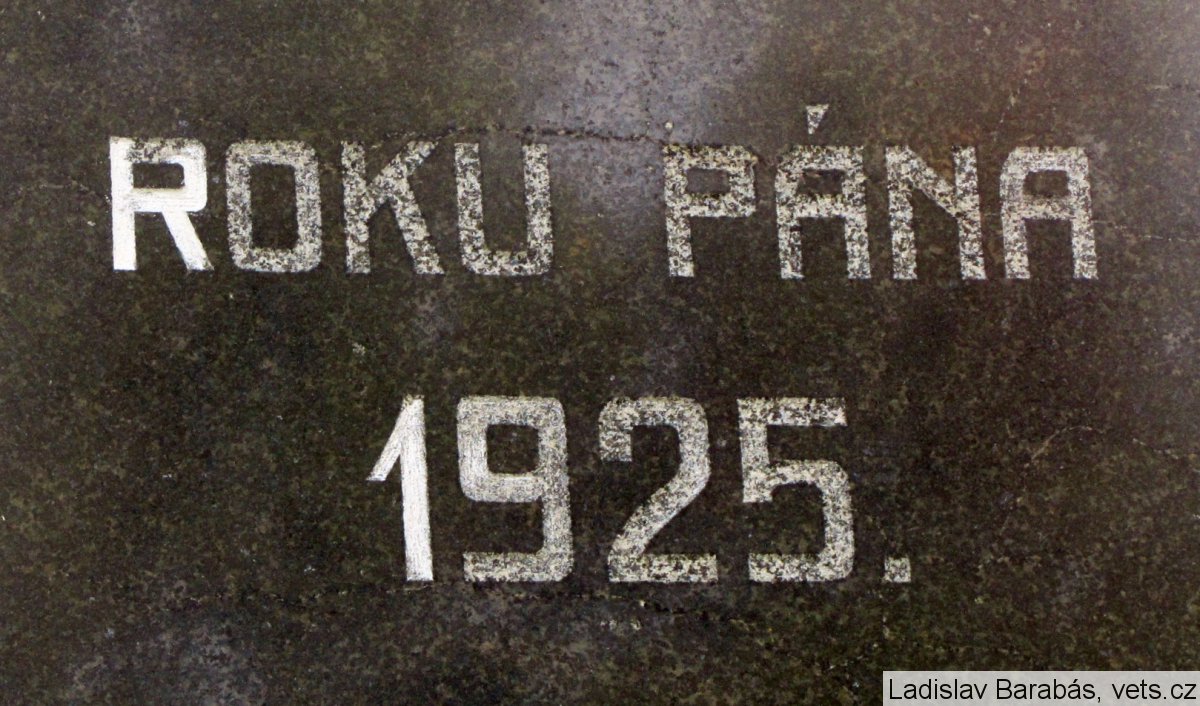 ROKU PÁNA
1925.
Ladislav Barabás, vets.cz